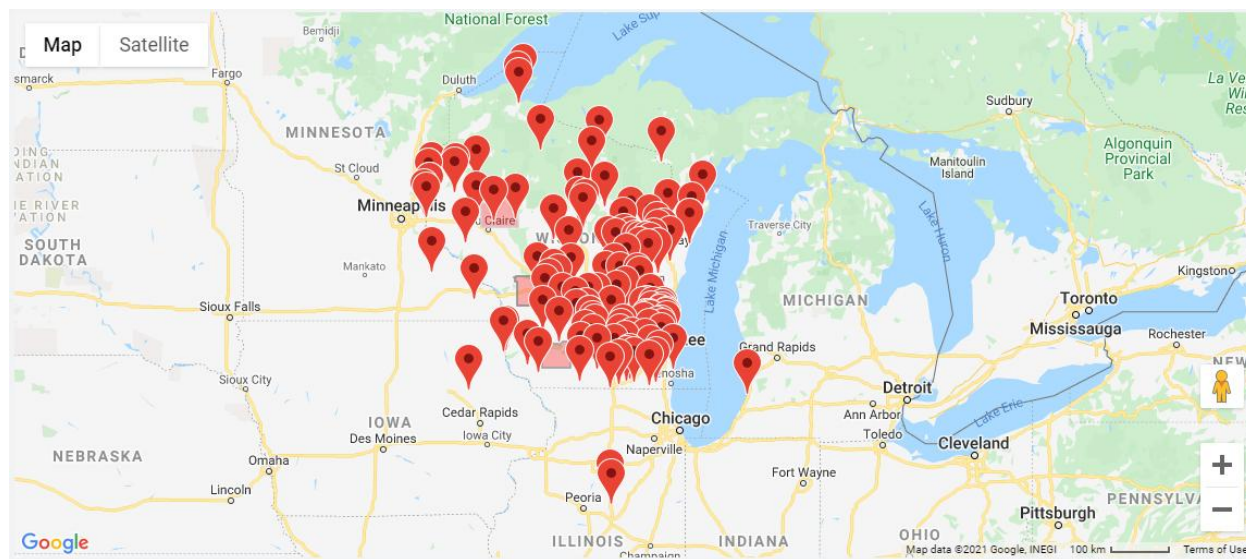 Map
Satellite
National Forest
Bemidji
Lake Sup
smarck
Fargo
Duluth
MINNESOTA
St Cloud
Minneapolis
Sudbury
La Ve
Algonquin
Provincial
Park
Manitoulin
Island
SOUTH
DAKOTA
Claire
Mankato
Traverse City
Lake Huron
Lake Michigan
MICHIGAN
Kingston
Toronto
Mississauga
Rochester
Sioux Falls
Grand Rapids
Sioux City
enosha
Detroit
Ann Arbor
Lake Erie
Toledo
Cleveland
IOWA
Cedar Rapids
Iowa City
Des Moines
Chicago
Naperville
NEBRASKA
Omaha
Lincoln
Fort Wayne
Peoria
PENNSYLVA
Pittsburgh
ILLINOIS
INDIANA
OHIO
Champaign
Google
Map data ©2021 Google, INEGI 100 km Terms of Use